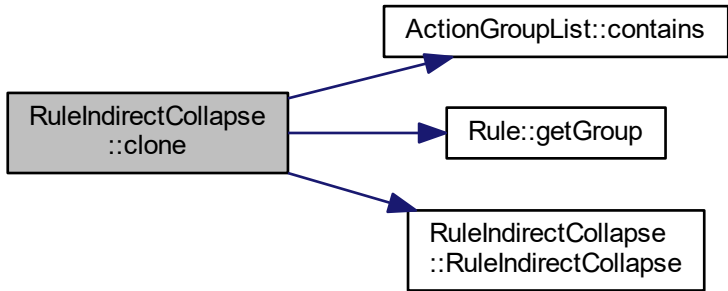 RuleIndirectCollapse
::clone
ActionGroupList::contains
Rule::getGroup
RuleIndirectCollapse
::RuleIndirectCollapse